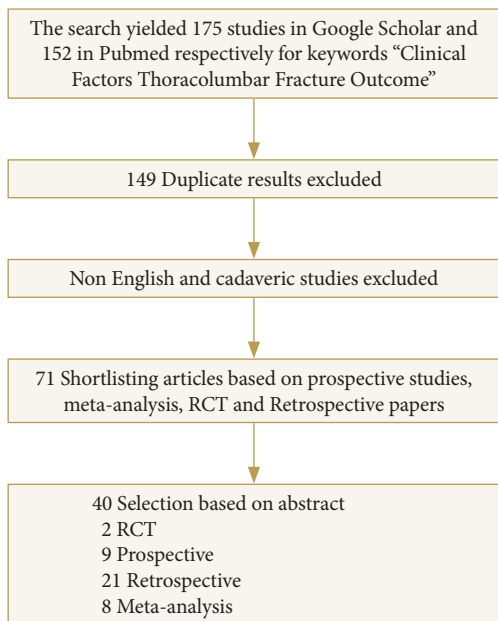 The search yielded 175 studies in Google Scholar and
152 in Pubmed respectively for keywords “Clinical
Factors Thoracolumbar Fracture Outcome”
149 Duplicate results excluded
Non English and cadaveric studies excluded
71 Shortlisting articles based on prospective studies,
meta-analysis, RCT and Retrospective papers
40 Selection based on abstract
2 RCT
9 Prospective
21 Retrospective
8 Meta-analysis